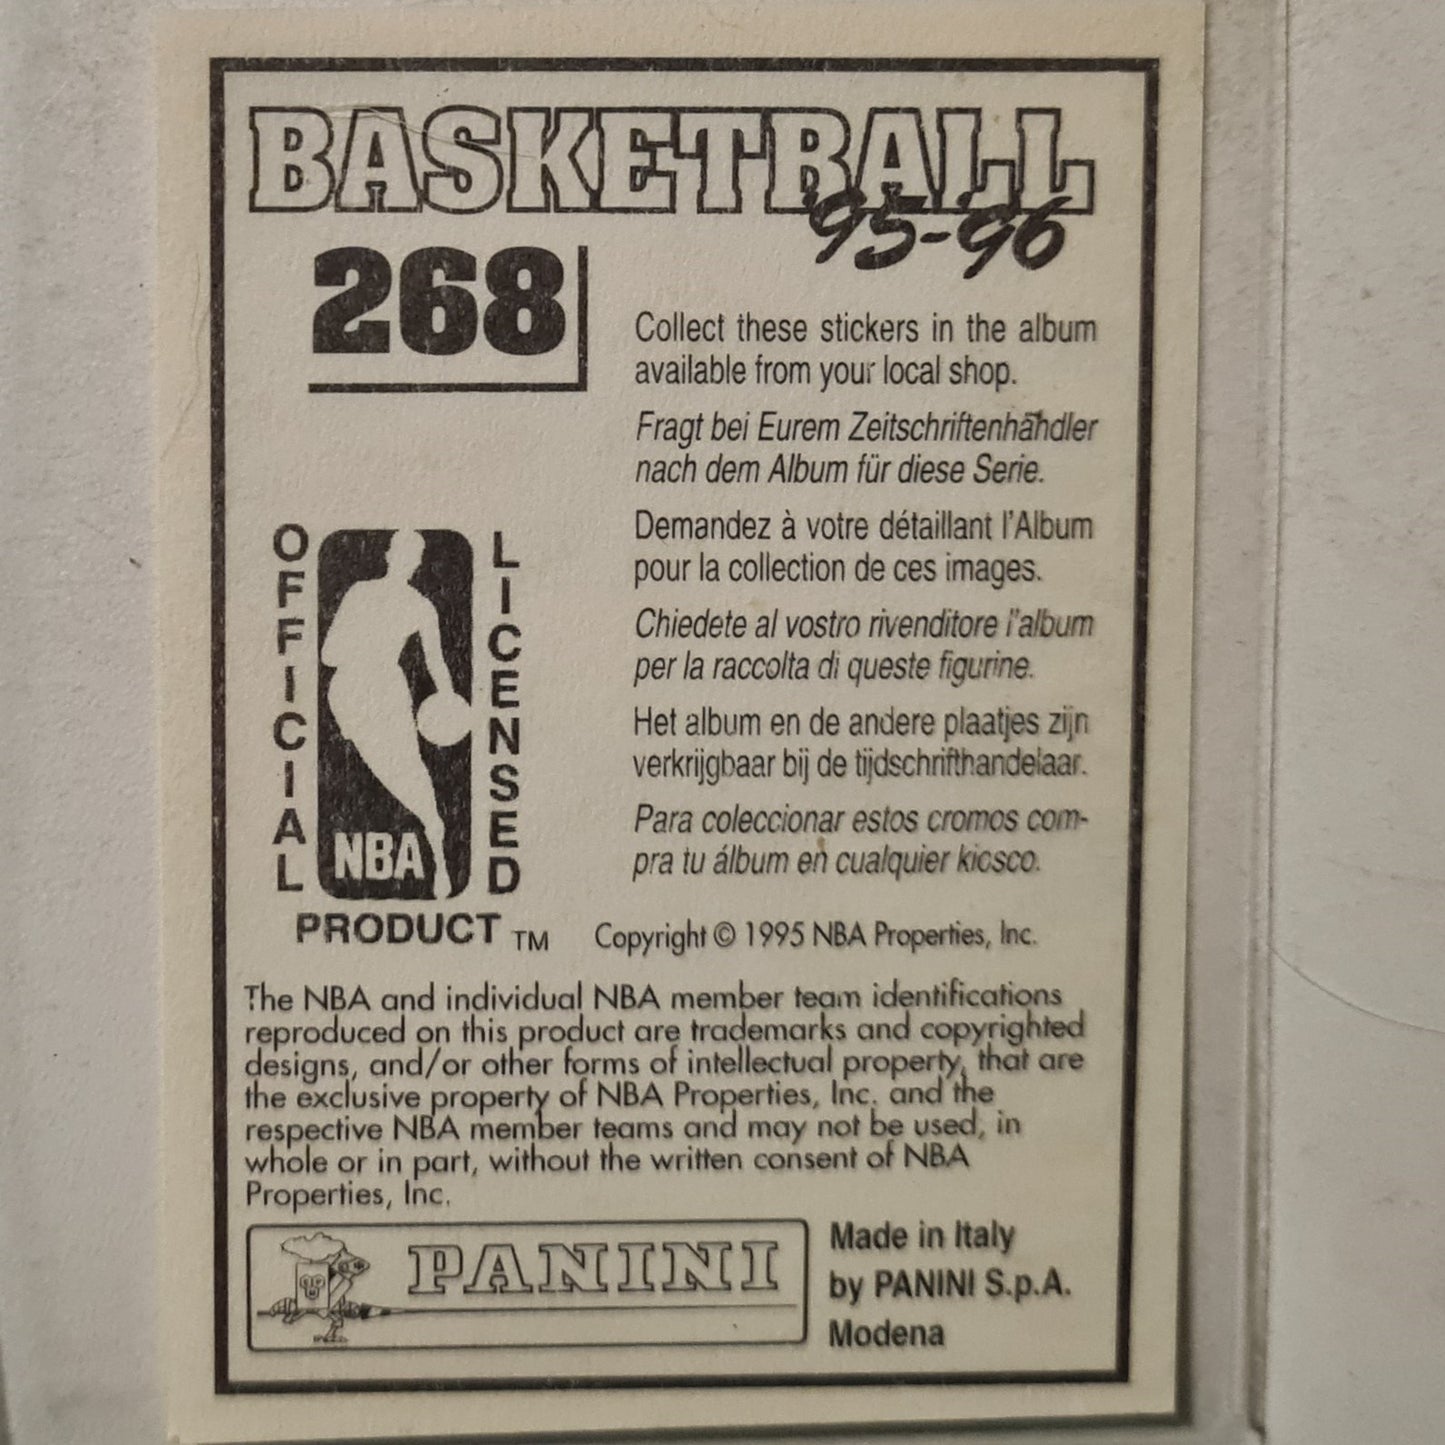 BASKETBALL
95-96
268
Collect these stickers in the album
available from your local shop.
Fragt bei Eurem Zeitschriftenhändler
nach dem Album für diese Serie.
Demandez à votre détaillant l'Album
pour la collection de ces images.
Chiedete al vostro rivenditore l'album
per la raccolta di queste figurine.
Het album en de andere plaatjes zijn
verkrijgbaar bij de tijdschrifthandelaar.
Para coleccionar estos cromos com-
pra tu álbum en cualquier kiosco.
OFFICIAL
LICENSED
NBA
PRODUCT TM
Copyright © 1995 NBA Properties, Inc.
The NBA and individual NBA member team identifications
reproduced on this product are trademarks and copyrighted
designs, and/or other forms of intellectual property, that are
the exclusive property of NBA Properties, Inc. and the
respective NBA member teams and may not be used, in
whole or in part, without the written consent of NBA
Properties, Inc.
PANINI
Made in Italy
by PANINI S.p.A.
Modena